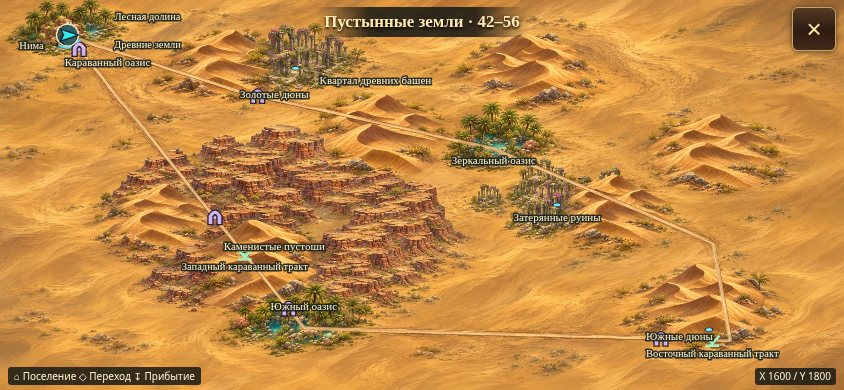 Пустынные земли · 42–56
Лесная долина
Нима
Древние земли
Караванный оазис
Квартал древних башен
Золотые дюны
Зеркальный оазис
Затерянные руины
Каменистые пустоши
Западный караванный тракт
Южный оазис
Южные дюны
Восточный караванный тракт
⌂ Поселение ◇ Переход ↧ Прибытие
X 1600 / Y 1800